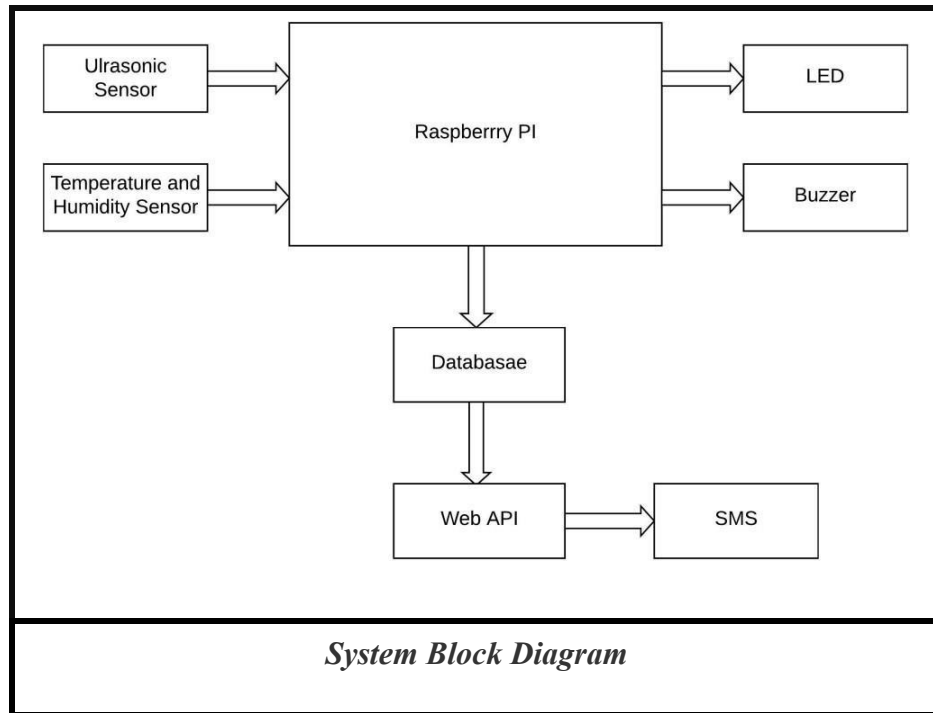 Ulrasonic
Sensor
Raspberrry PI
LED
Temperature and
Humidity Sensor
Buzzer
Databasae
Web API
SMS
System Block Diagram